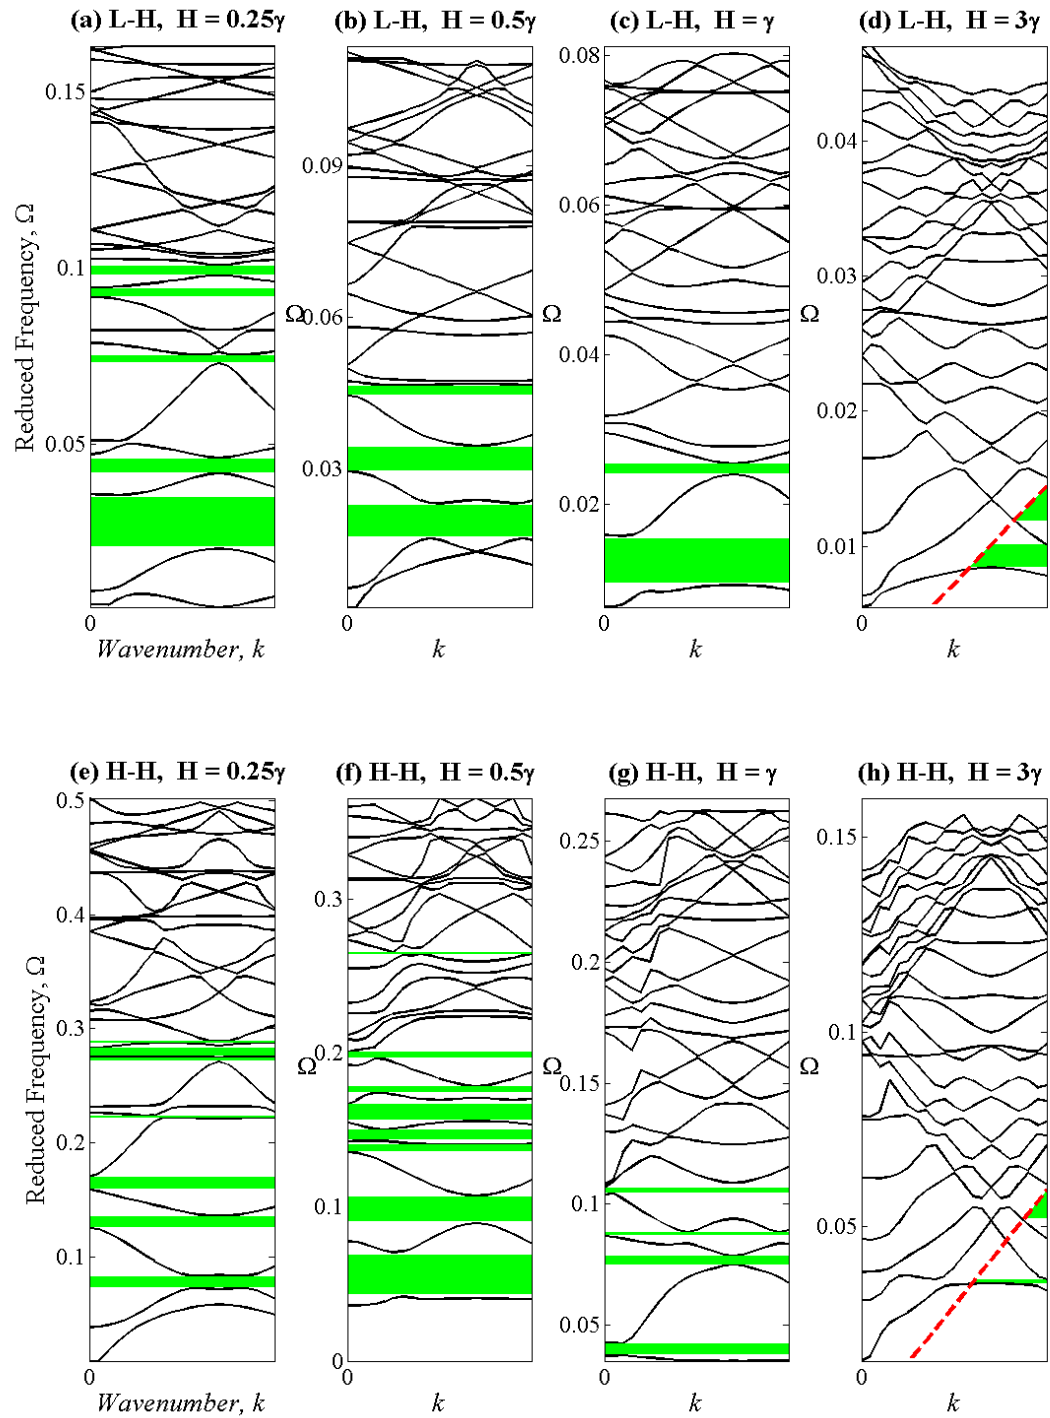 (a) L-H, H = 0.25γ
(b) L-H, H = 0.5γ
(c) L-H, H = γ
(d) L-H, H = 3γ
Reduced Frequency, Ω
0.15
0.1
0.05
0
Wavenumber, k
Ω
0.09
0.06
0.03
0
k
Ω
0.08
0.06
0.04
0.02
0
k
Ω
0.04
0.03
0.02
0.01
0
k
(e) H-H, H = 0.25γ
(f) H-H, H = 0.5γ
(g) H-H, H = γ
(h) H-H, H = 3γ
Reduced Frequency, Ω
0.5
0.4
0.3
0.2
0.1
0
Wavenumber, k
Ω
0.3
0.2
0.1
0
0
k
Ω
0.25
0.2
0.15
0.1
0.05
0
k
Ω
0.15
0.1
0.05
0
k